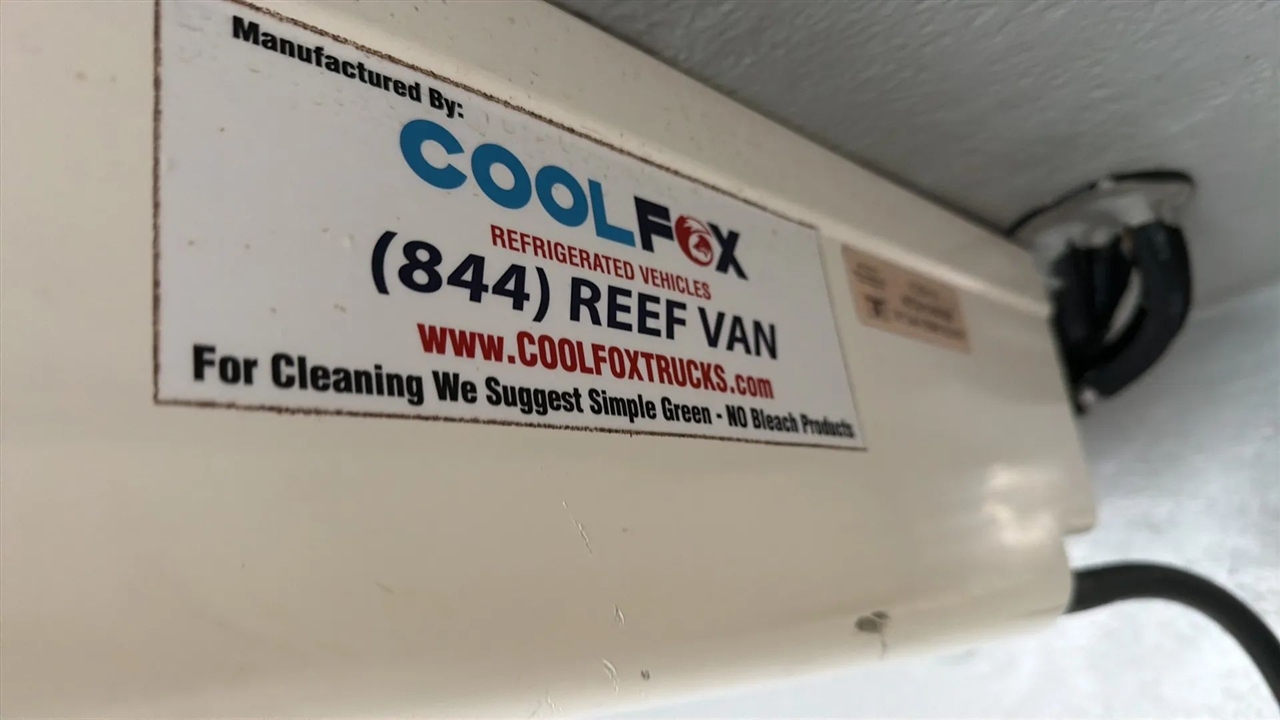 Manufactured By:
COOLFOX
REFRIGERATED VEHICLES
(844) REEF VAN
www.COOLFOXTRUCKS.com
For Cleaning We Suggest Simple Green - NO Bleach Products